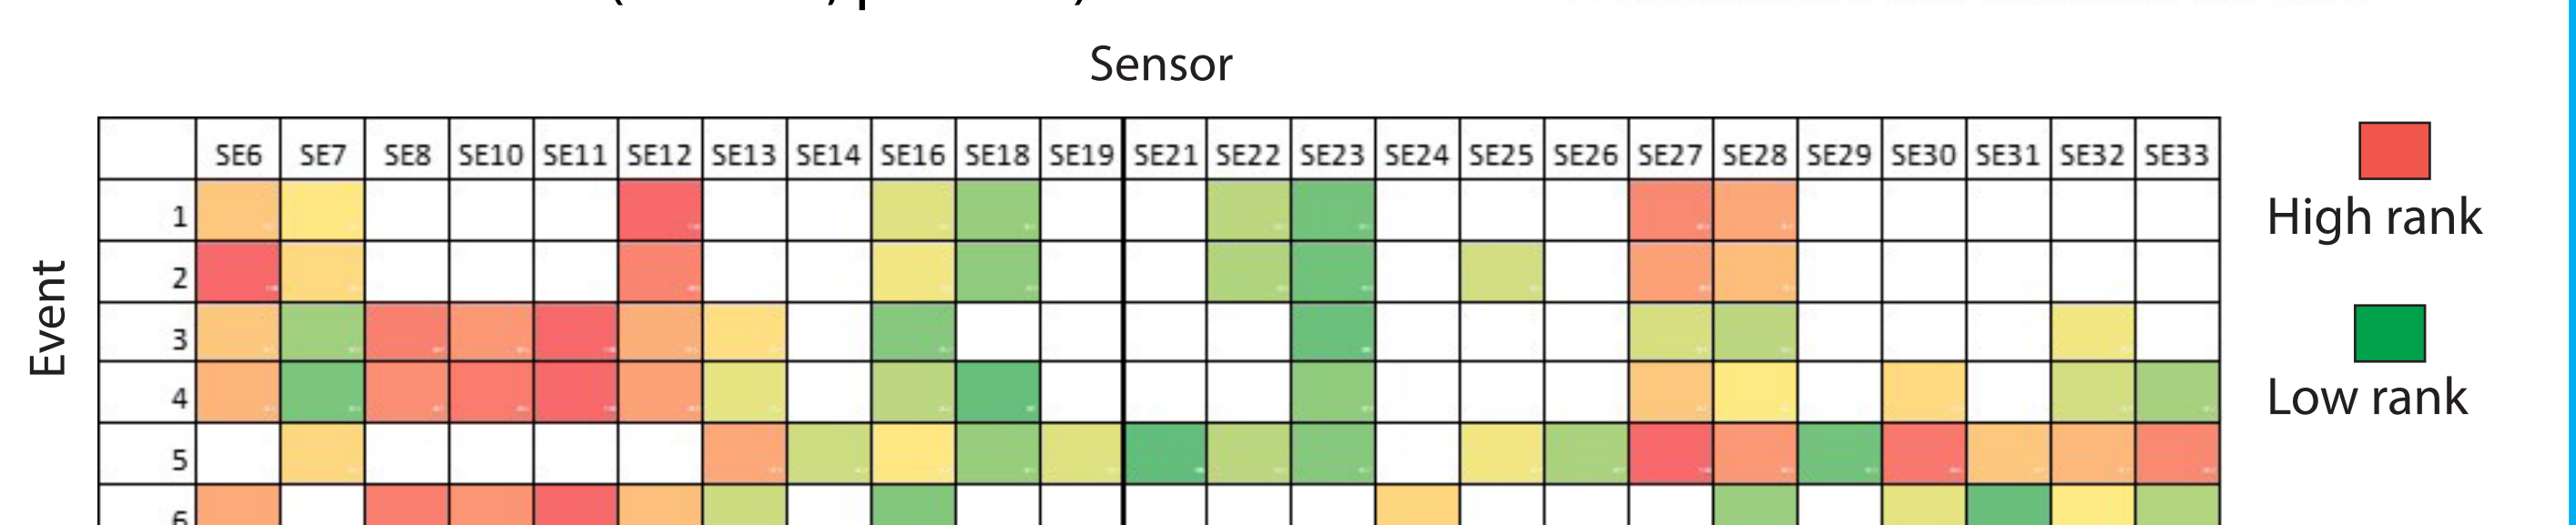 Sensor
SE6 SE7 SE8 SE10 SE11 SE12 SE13 SE14 SE16 SE18 SE19 SE21 SE22 SE23 SE24 SE25 SE26 SE27 SE28 SE29 SE30 SE31 SE32 SE33
High rank
Low rank
Event
1
2
3
4
5
6